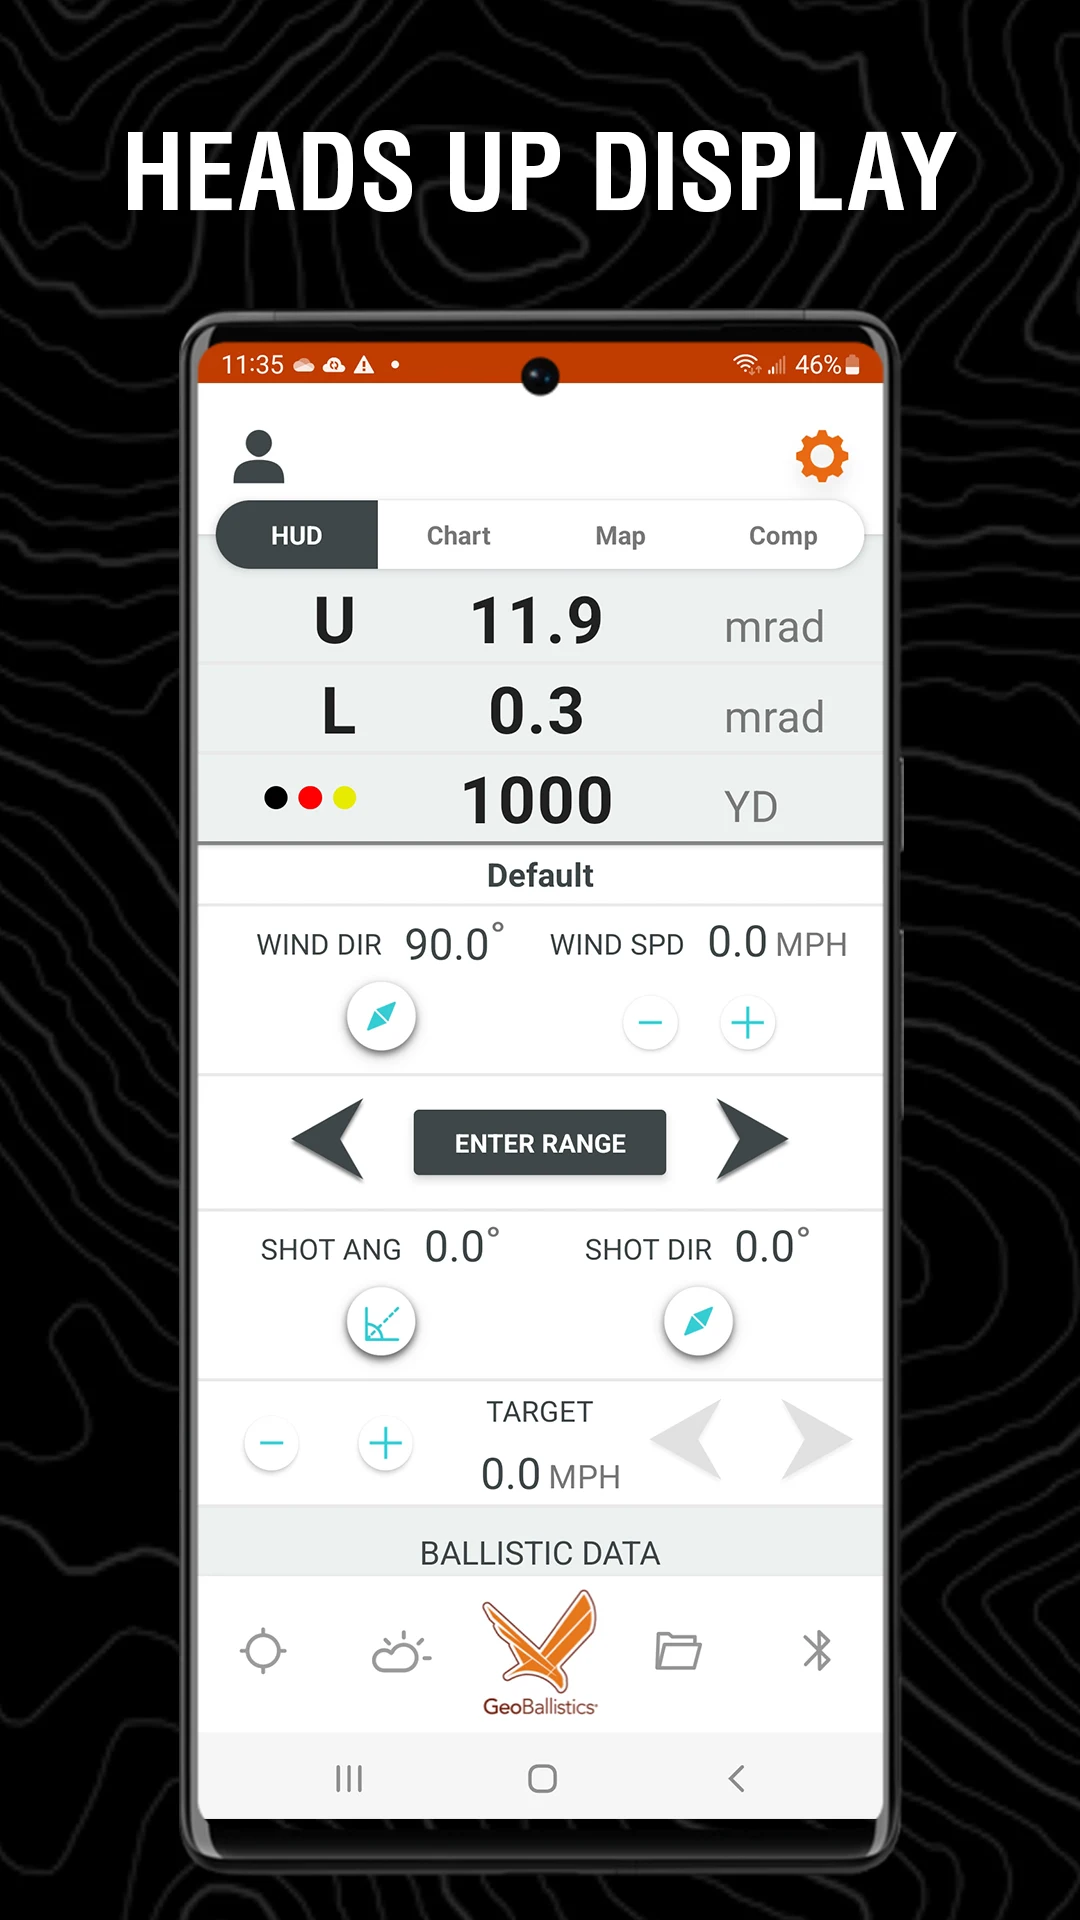 HEADS UP DISPLAY
11:35 46%
HUD Chart Map Comp
U 11.9 mrad
L 0.3 mrad
1000 YD
Default
WIND DIR 90.0° WIND SPD 0.0 MPH
ENTER RANGE
SHOT ANG 0.0° SHOT DIR 0.0°
TARGET
0.0 MPH
BALLISTIC DATA
GeoBallistics